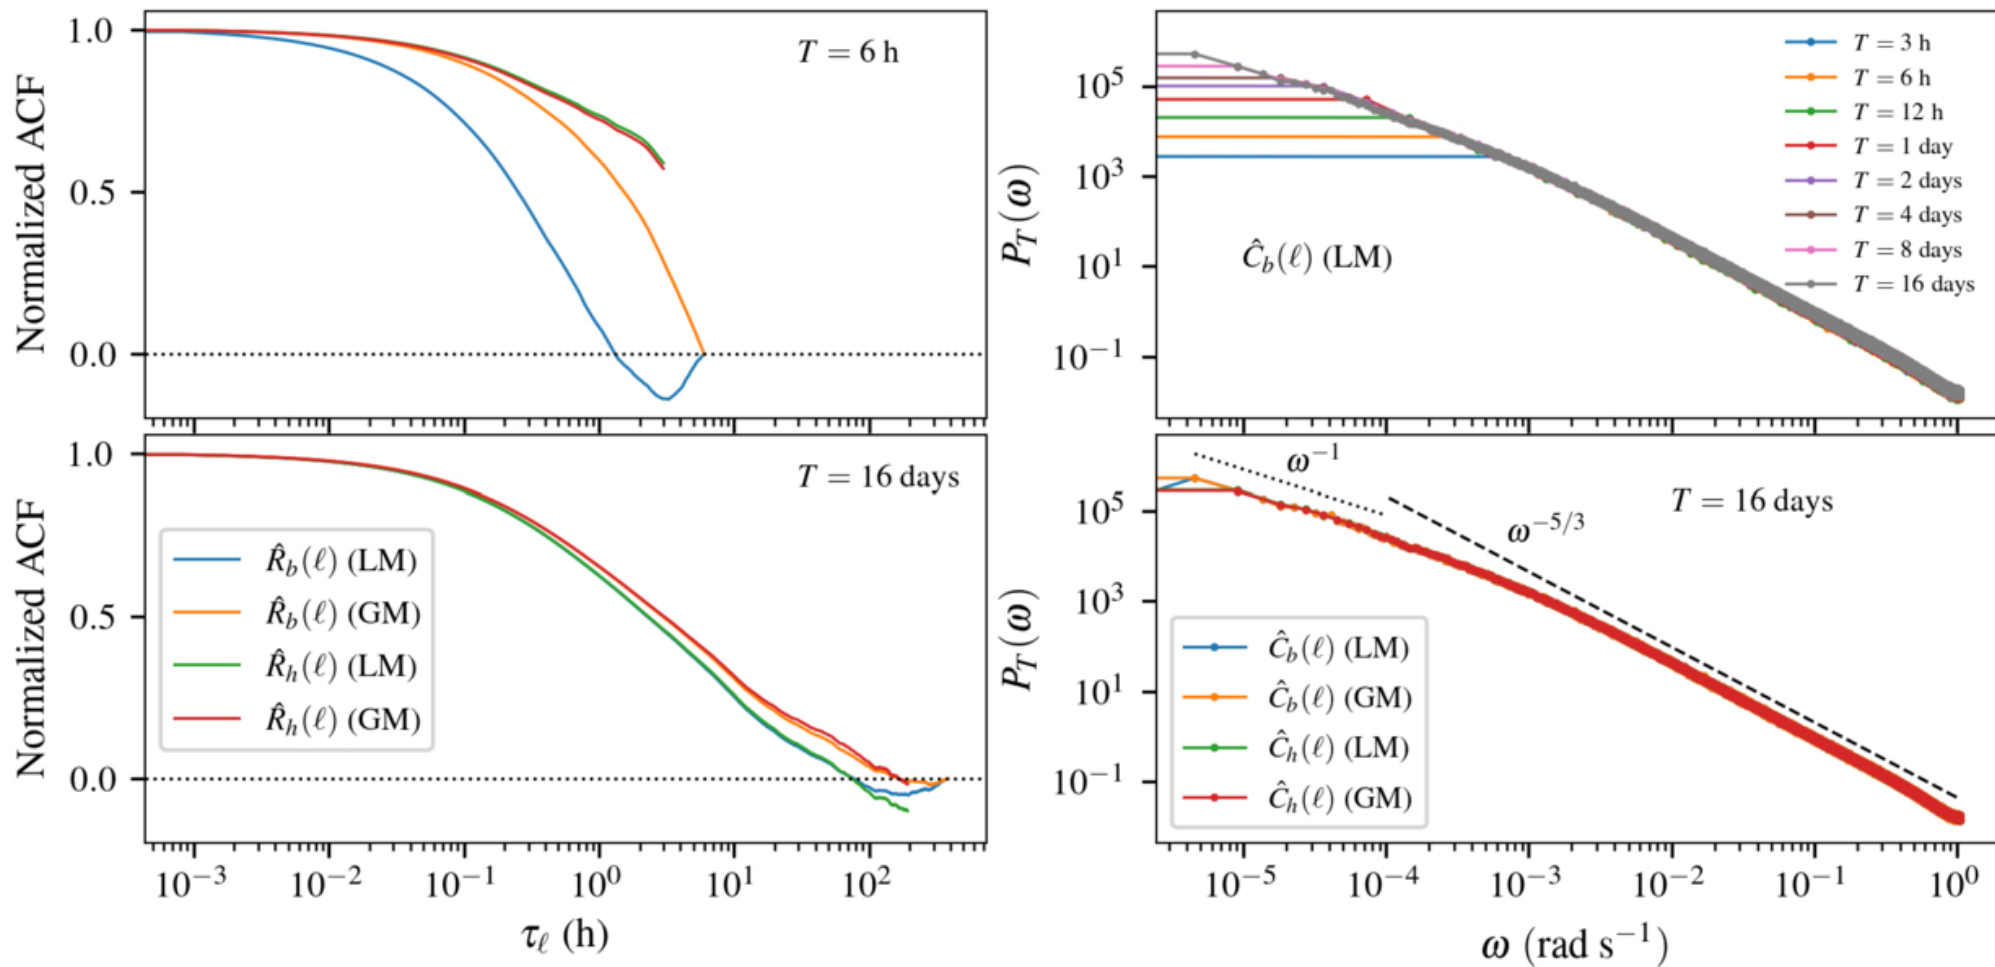 Normalized ACF
1.0
0.5
0.0
T = 6 h
P_T(ω)
10^5
10^3
10^1
10^−1
Ĉ_b(ℓ) (LM)
T = 3 h
T = 6 h
T = 12 h
T = 1 day
T = 2 days
T = 4 days
T = 8 days
T = 16 days
Normalized ACF
1.0
0.5
0.0
T = 16 days
R̂_b(ℓ) (LM)
R̂_b(ℓ) (GM)
R̂_h(ℓ) (LM)
R̂_h(ℓ) (GM)
10^−3 10^−2 10^−1 10^0 10^1 10^2
τ_ℓ (h)
P_T(ω)
10^5
10^3
10^1
10^−1
ω^−1
ω^−5/3
T = 16 days
Ĉ_b(ℓ) (LM)
Ĉ_b(ℓ) (GM)
Ĉ_h(ℓ) (LM)
Ĉ_h(ℓ) (GM)
10^−5 10^−4 10^−3 10^−2 10^−1 10^0
ω (rad s^−1)